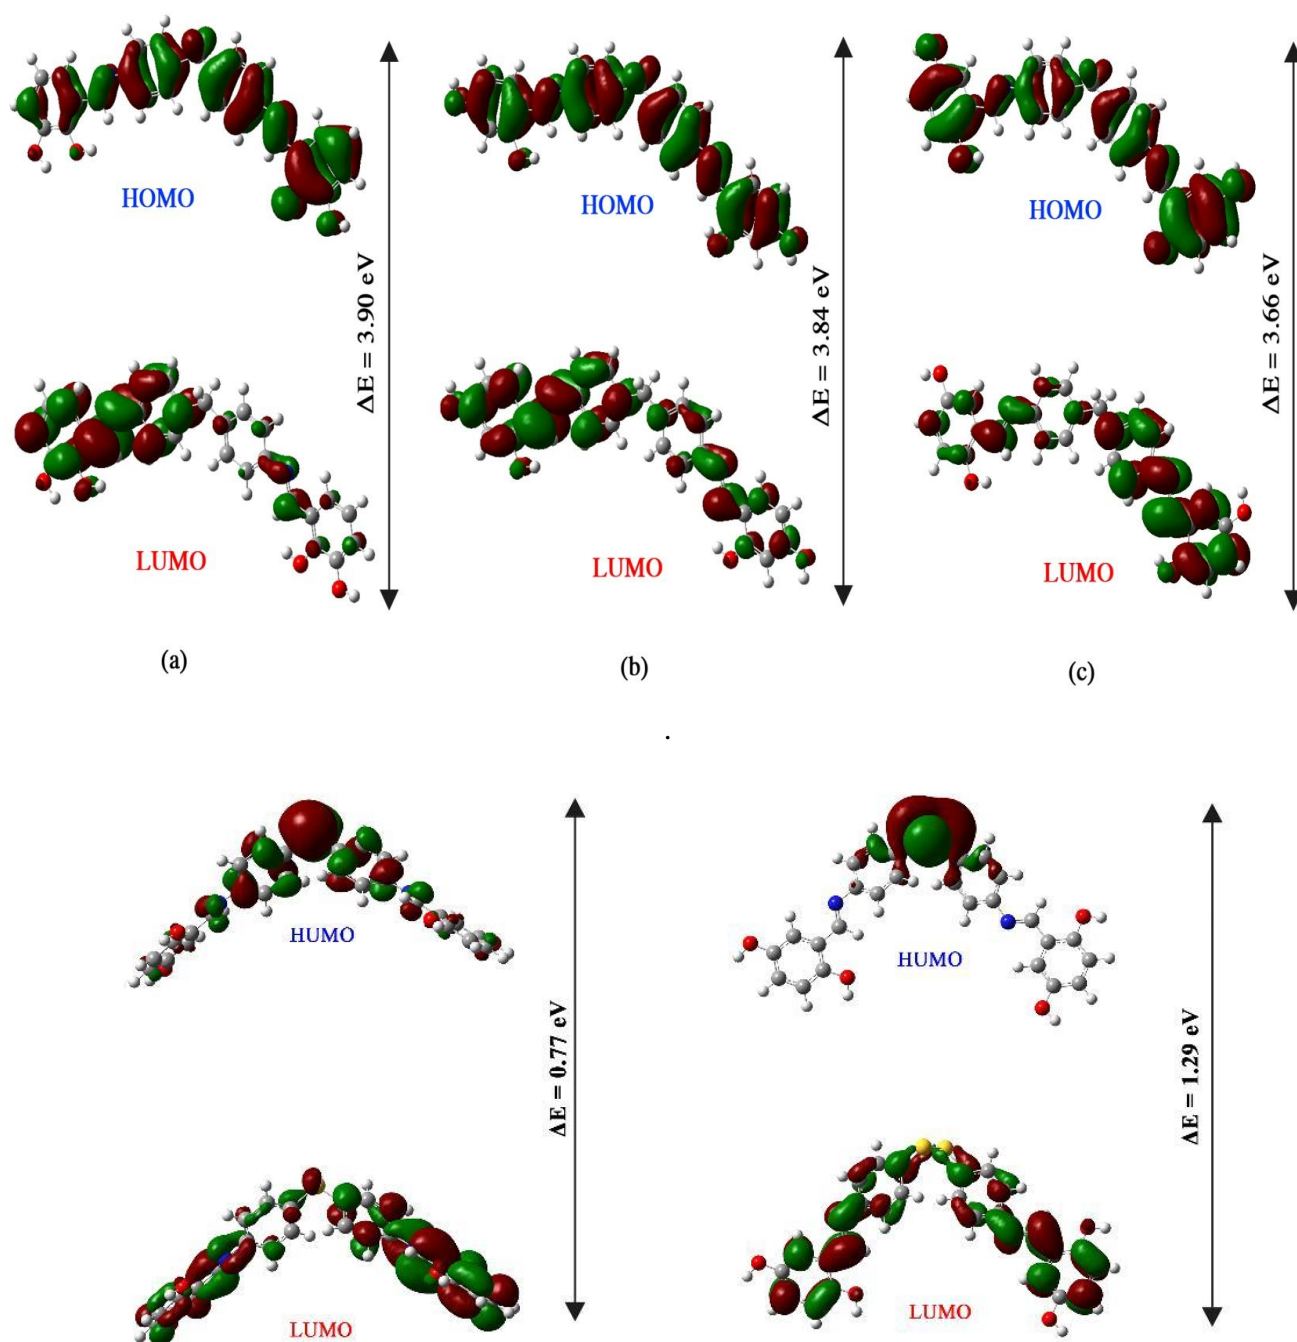 HOMO
ΔE = 3.90 eV
LUMO
(a)
HOMO
ΔE = 3.84 eV
LUMO
(b)
HOMO
ΔE = 3.66 eV
LUMO
(c)
.
HUMO
ΔE = 0.77 eV
LUMO
HUMO
ΔE = 1.29 eV
LUMO